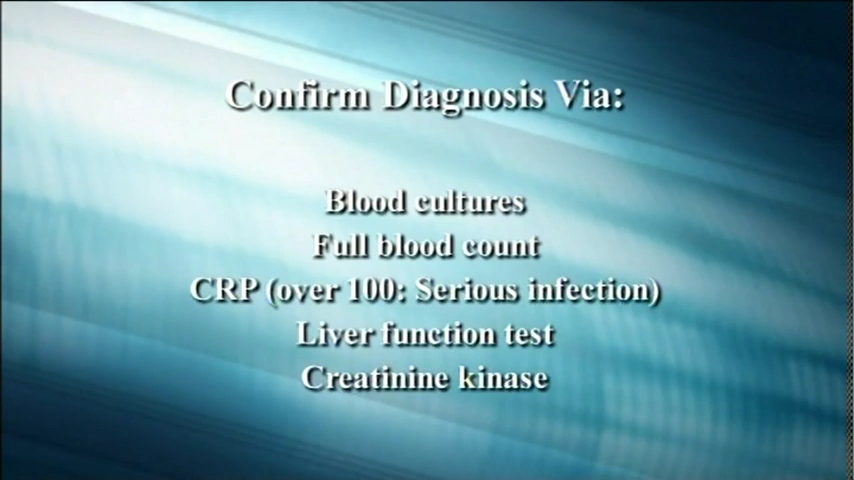 Confirm Diagnosis Via:
Blood cultures
Full blood count
CRP (over 100: Serious infection)
Liver function test
Creatinine kinase